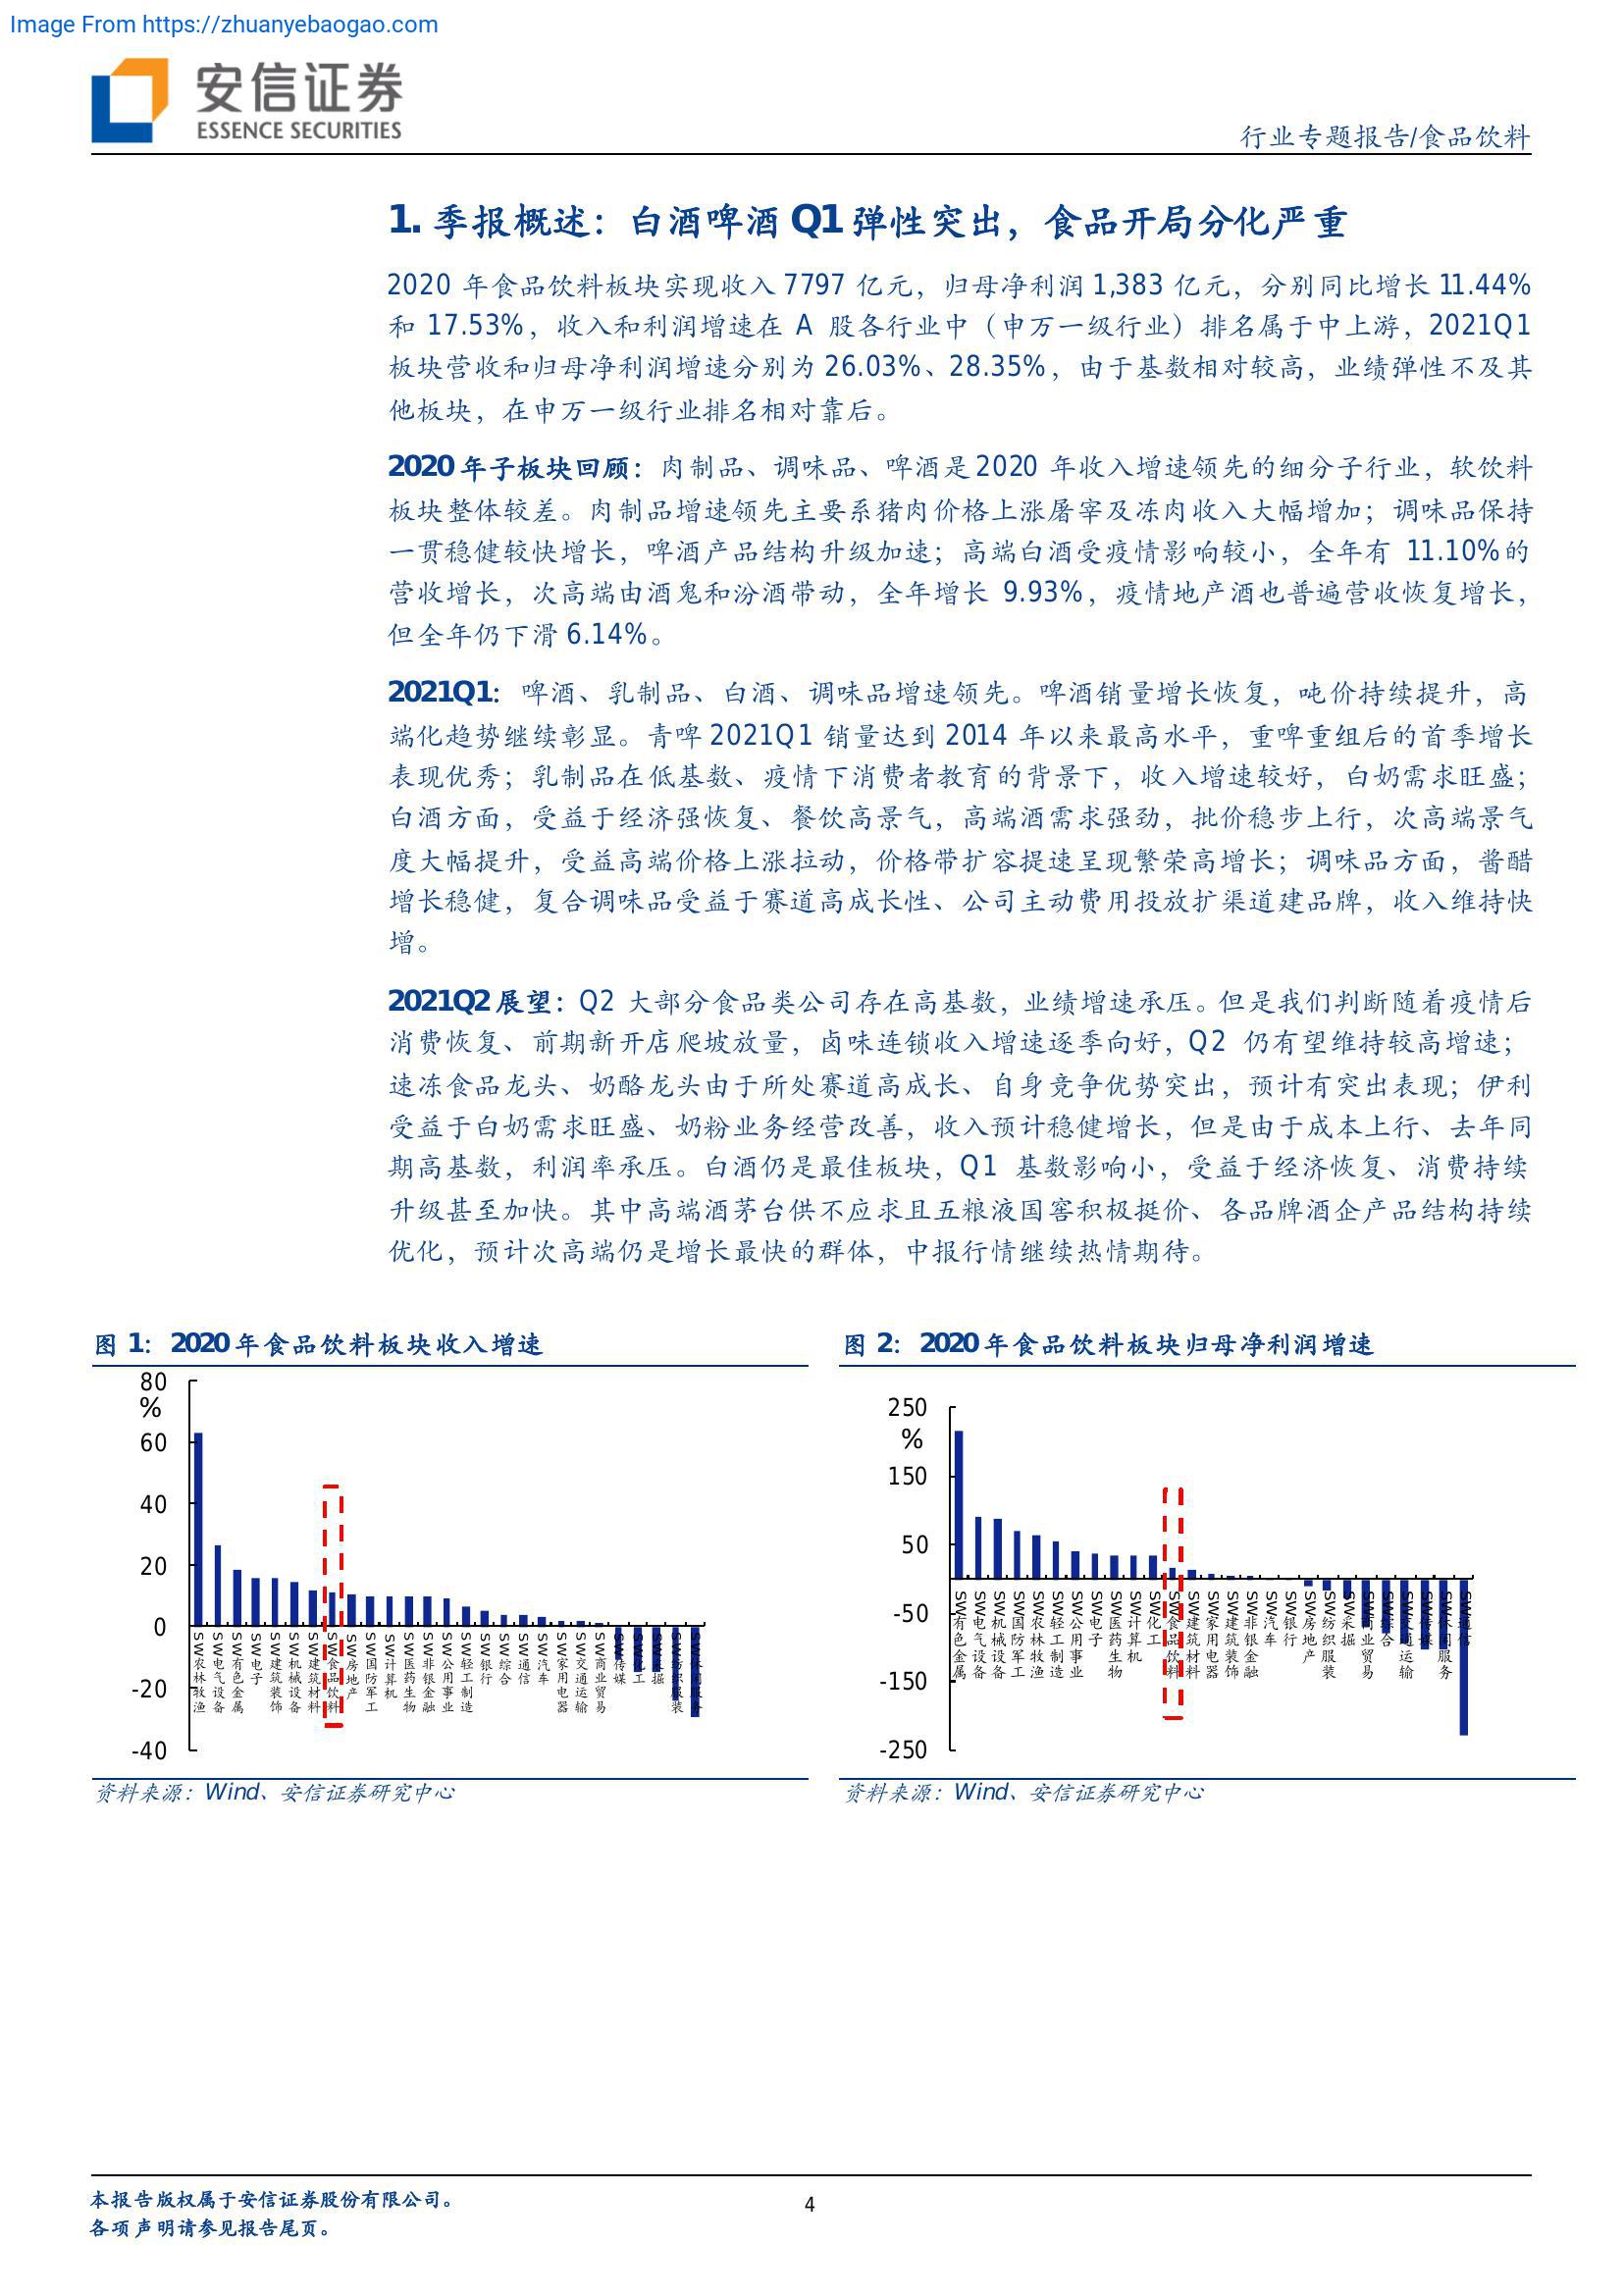 Image From https://zhuanyebaogao.com
安信证券
ESSENCE SECURITIES
行业专题报告/食品饮料
1. 季报概述：白酒啤酒 Q1 弹性突出，食品开局分化严重
2020 年食品饮料板块实现收入 7797 亿元，归母净利润 1,383 亿元，分别同比增长 11.44%
和 17.53%，收入和利润增速在 A 股各行业中（申万一级行业）排名属于中上游，2021Q1
板块营收和归母净利润增速分别为 26.03%、28.35%，由于基数相对较高，业绩弹性不及其
他板块，在申万一级行业排名相对靠后。
2020 年子板块回顾：肉制品、调味品、啤酒是 2020 年收入增速领先的细分子行业，软饮料
板块整体较差。肉制品增速领先主要系猪肉价格上涨屠宰及冻肉收入大幅增加；调味品保持
一贯稳健较快增长，啤酒产品结构升级加速；高端白酒受疫情影响较小，全年有 11.10%的
营收增长，次高端由酒鬼和汾酒带动，全年增长 9.93%，疫情地产酒也普遍营收恢复增长，
但全年仍下滑 6.14%。
2021Q1：啤酒、乳制品、白酒、调味品增速领先。啤酒销量增长恢复，吨价持续提升，高
端化趋势继续彰显。青啤 2021Q1 销量达到 2014 年以来最高水平，重啤重组后的首季增长
表现优秀；乳制品在低基数、疫情下消费者教育的背景下，收入增速较好，白奶需求旺盛；
白酒方面，受益于经济强恢复、餐饮高景气，高端酒需求强劲，批价稳步上行，次高端景气
度大幅提升，受益高端价格上涨拉动，价格带扩容提速呈现繁荣高增长；调味品方面，酱醋
增长稳健，复合调味品受益于赛道高成长性、公司主动费用投放扩渠道建品牌，收入维持快
增。
2021Q2 展望：Q2 大部分食品类公司存在高基数，业绩增速承压。但是我们判断随着疫情后
消费恢复、前期新开店爬坡放量，卤味连锁收入增速逐季向好，Q2 仍有望维持较高增速；
速冻食品龙头、奶酪龙头由于所处赛道高成长、自身竞争优势突出，预计有突出表现；伊利
受益于白奶需求旺盛、奶粉业务经营改善，收入预计稳健增长，但是由于成本上行、去年同
期高基数，利润率承压。白酒仍是最佳板块，Q1 基数影响小，受益于经济恢复、消费持续
升级甚至加快。其中高端酒茅台供不应求且五粮液国窖积极挺价、各品牌酒企产品结构持续
优化，预计次高端仍是增长最快的群体，中报行情继续热情期待。
图 1：2020 年食品饮料板块收入增速
80
%
60
40
20
0
-20
-40
SW农林牧渔
SW电气设备
SW有色金属
SW电子
SW建筑装饰
SW机械设备
SW建筑材料
SW食品饮料
SW房地产
SW国防军工
SW计算机
SW医药生物
SW非银金融
SW公用事业
SW轻工制造
SW银行
SW综合
SW通信
SW汽车
SW家用电器
SW交通运输
SW商业贸易
SW传媒
SW化工
SW采掘
SW纺织服装
SW休闲服务
资料来源：Wind、安信证券研究中心
图 2：2020 年食品饮料板块归母净利润增速
250
%
150
50
-50
-150
-250
SW有色金属
SW电气设备
SW机械设备
SW国防军工
SW农林牧渔
SW轻工制造
SW公用事业
SW电子
SW医药生物
SW计算机
SW化工
SW食品饮料
SW建筑材料
SW家用电器
SW建筑装饰
SW非银金融
SW汽车
SW银行
SW房地产
SW纺织服装
SW采掘
SW商业贸易
SW综合
SW交通运输
SW传媒
SW休闲服务
SW通信
资料来源：Wind、安信证券研究中心
本报告版权属于安信证券股份有限公司。
各项声明请参见报告尾页。
4